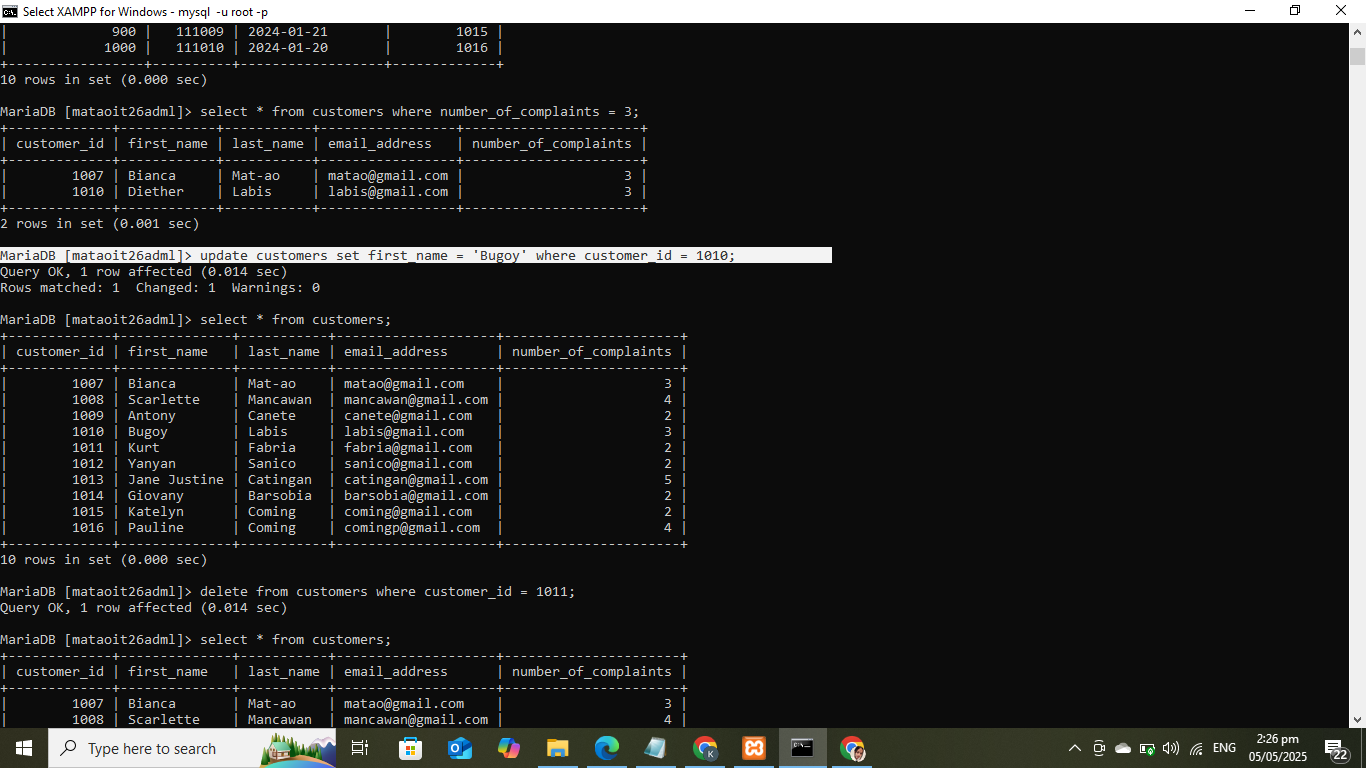 Select XAMPP for Windows - mysql  -u root -p
|             900 |   111009 | 2024-01-21       |        1015 |
|            1000 |   111010 | 2024-01-20       |        1016 |
+-----------------+----------+------------------+-------------+
10 rows in set (0.000 sec)
MariaDB [mataoit26adml]> select * from customers where number_of_complaints = 3;
+-------------+------------+-----------+-----------------+----------------------+
| customer_id | first_name | last_name | email_address   | number_of_complaints |
+-------------+------------+-----------+-----------------+----------------------+
|        1007 | Bianca     | Mat-ao    | matao@gmail.com |                    3 |
|        1010 | Diether    | Labis     | labis@gmail.com |                    3 |
+-------------+------------+-----------+-----------------+----------------------+
2 rows in set (0.001 sec)
MariaDB [mataoit26adml]> update customers set first_name = 'Bugoy' where customer_id = 1010;
Query OK, 1 row affected (0.014 sec)
Rows matched: 1  Changed: 1  Warnings: 0
MariaDB [mataoit26adml]> select * from customers;
+-------------+--------------+-----------+--------------------+----------------------+
| customer_id | first_name   | last_name | email_address      | number_of_complaints |
+-------------+--------------+-----------+--------------------+----------------------+
|        1007 | Bianca       | Mat-ao    | matao@gmail.com    |                    3 |
|        1008 | Scarlette    | Mancawan  | mancawan@gmail.com |                    4 |
|        1009 | Antony       | Canete    | canete@gmail.com   |                    2 |
|        1010 | Bugoy        | Labis     | labis@gmail.com    |                    3 |
|        1011 | Kurt         | Fabria    | fabria@gmail.com   |                    2 |
|        1012 | Yanyan       | Sanico    | sanico@gmail.com   |                    2 |
|        1013 | Jane Justine | Catingan  | catingan@gmail.com |                    5 |
|        1014 | Giovany      | Barsobia  | barsobia@gmail.com |                    2 |
|        1015 | Katelyn      | Coming    | coming@gmail.com   |                    2 |
|        1016 | Pauline      | Coming    | comingp@gmail.com  |                    4 |
+-------------+--------------+-----------+--------------------+----------------------+
10 rows in set (0.000 sec)
MariaDB [mataoit26adml]> delete from customers where customer_id = 1011;
Query OK, 1 row affected (0.014 sec)
MariaDB [mataoit26adml]> select * from customers;
+-------------+--------------+-----------+--------------------+----------------------+
| customer_id | first_name   | last_name | email_address      | number_of_complaints |
+-------------+--------------+-----------+--------------------+----------------------+
|        1007 | Bianca       | Mat-ao    | matao@gmail.com    |                    3 |
|        1008 | Scarlette    | Mancawan  | mancawan@gmail.com |                    4 |
Type here to search
K
ENG
2:26 pm
05/05/2025
22